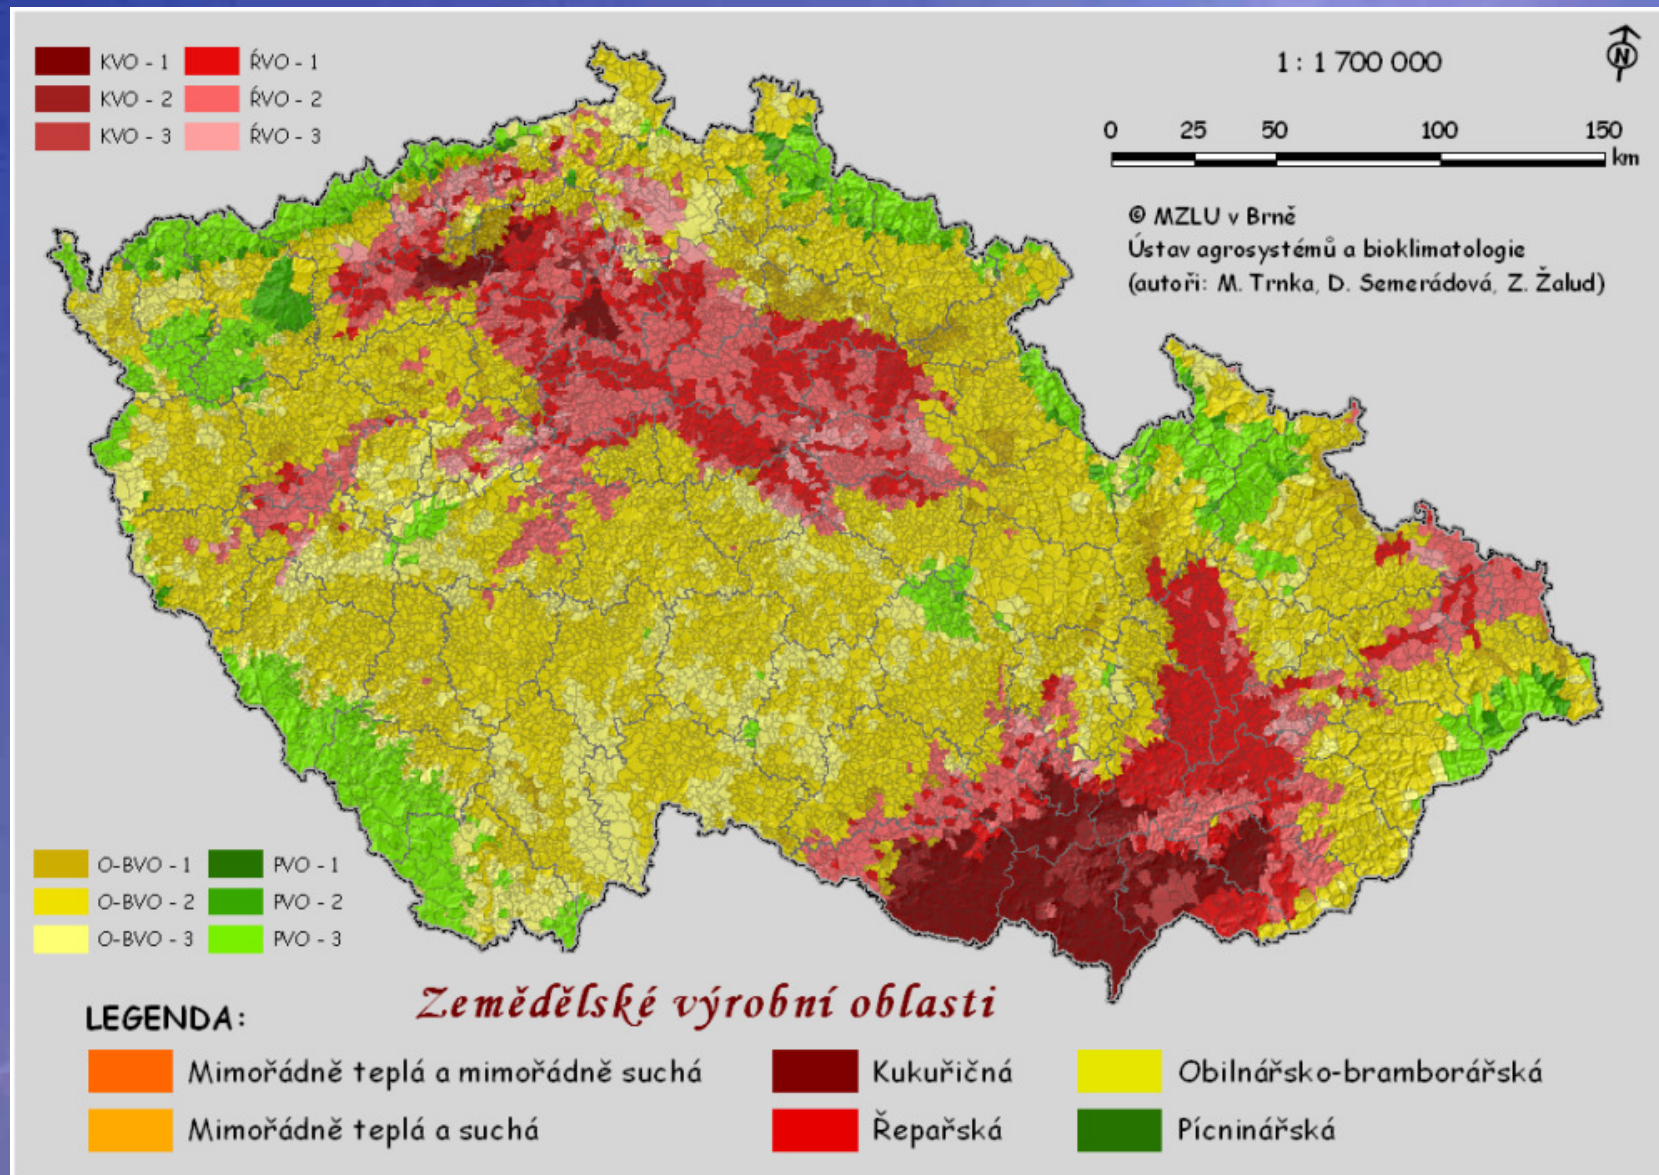 KVO - 1
ŘVO - 1
KVO - 2
ŘVO - 2
KVO - 3
ŘVO - 3
1 : 1 700 000
N
0 25 50 100 150
km
© MZLU v Brně
Ústav agrosystémů a bioklimatologie
(autoři: M. Trnka, D. Semerádová, Z. Žalud)
O-BVO - 1
PVO - 1
O-BVO - 2
PVO - 2
O-BVO - 3
PVO - 3
Zemědělské výrobní oblasti
LEGENDA:
Mimořádně teplá a mimořádně suchá
Kukuřičná
Obilnářsko-bramborářská
Mimořádně teplá a suchá
Řepařská
Pícninářská